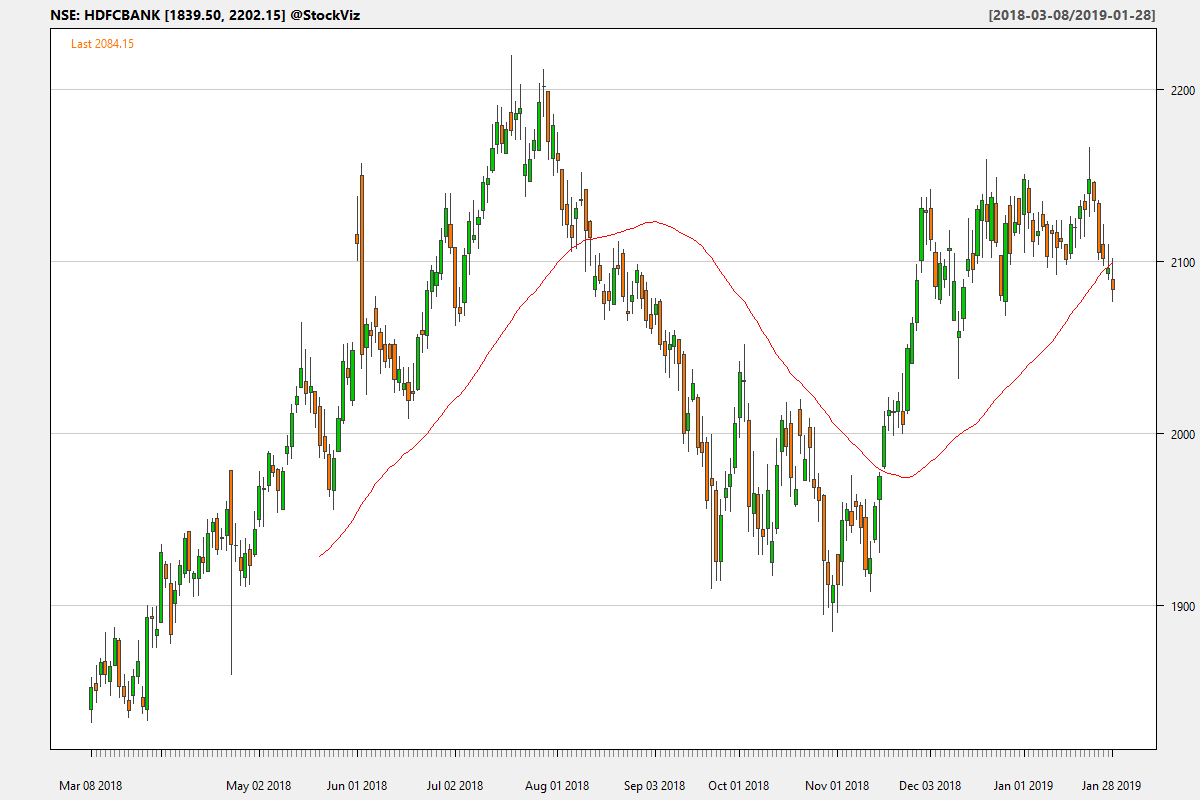 NSE: HDFCBANK [1839.50, 2202.15] @StockViz
[2018-03-08/2019-01-28]
Last 2084.15
2200
2100
2000
1900
Mar 08 2018 May 02 2018 Jun 01 2018 Jul 02 2018 Aug 01 2018 Sep 03 2018 Oct 01 2018 Nov 01 2018 Dec 03 2018 Jan 01 2019 Jan 28 2019